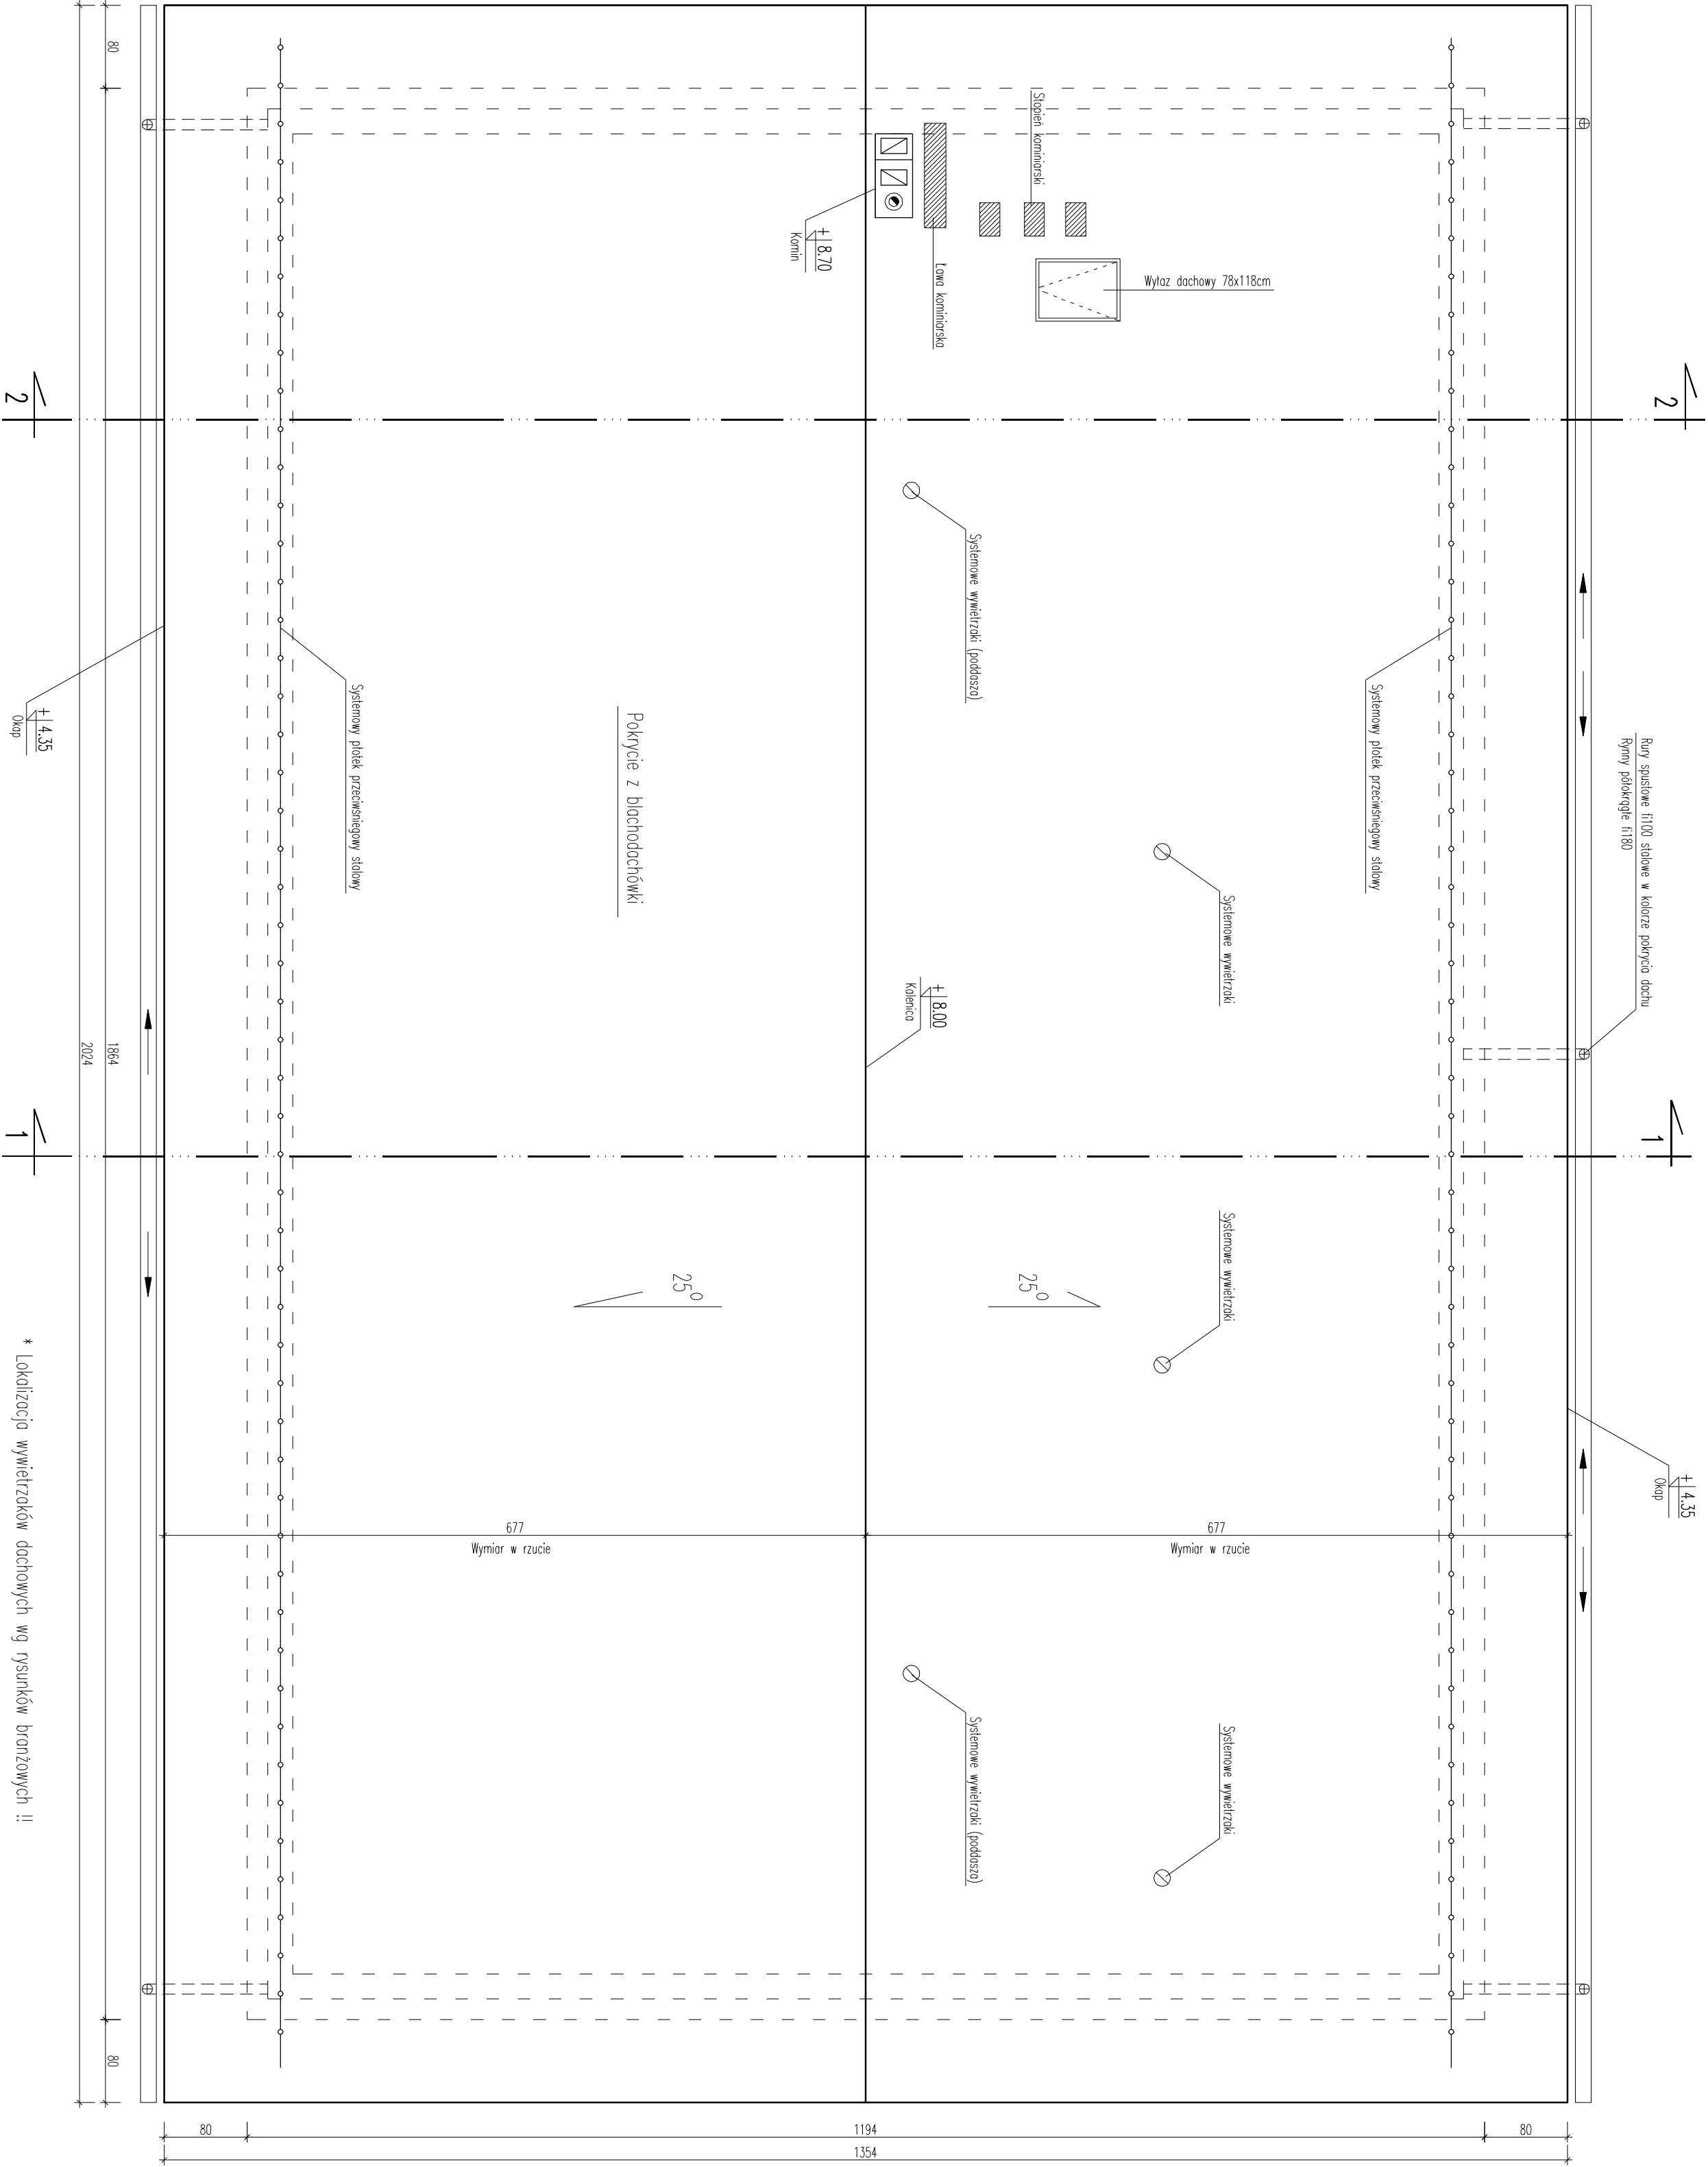 80
2
2
Stopień kominiarski
+ 8.70
Komin
Ława kominiarska
Wyłaz dachowy 78x118cm
Systemowe wywietrzaki (poddasza)
Systemowy płotek przeciwśniegowy stalowy
Systemowy płotek przeciwśniegowy stalowy
Rury spustowe fi100 stalowe w kolorze pokrycia dachu
Rynny półokrągłe fi180
+ 4.35
Okap
Pokrycie z blachodachówki
Systemowe wywietrzaki
+ 8.00
Kalenica
1864
2024
1
1
Systemowe wywietrzaki
25°
25°
+ 4.35
Okap
677
Wymiar w rzucie
677
Wymiar w rzucie
* Lokalizacja wywietrzaków dachowych wg rysunków branżowych !!
Systemowe wywietrzaki (poddasza)
Systemowe wywietrzaki
80
80
1194
80
1354